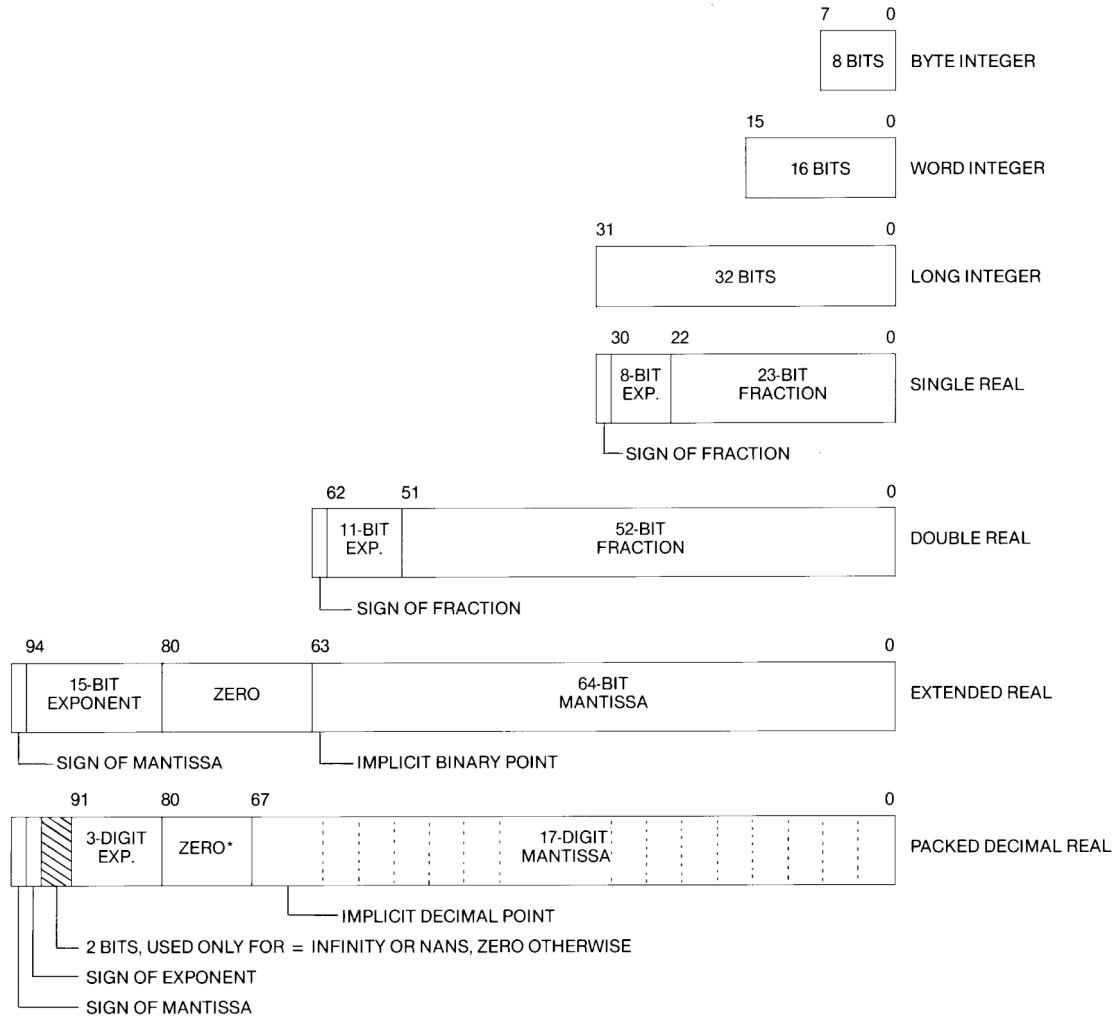 7 0
8 BITS BYTE INTEGER
15 0
16 BITS WORD INTEGER
31 0
32 BITS LONG INTEGER
30 22 0
8-BIT EXP. 23-BIT FRACTION SINGLE REAL
SIGN OF FRACTION
62 51 0
11-BIT EXP. 52-BIT FRACTION DOUBLE REAL
SIGN OF FRACTION
94 80 63 0
15-BIT EXPONENT ZERO 64-BIT MANTISSA EXTENDED REAL
SIGN OF MANTISSA IMPLICIT BINARY POINT
91 80 67 0
3-DIGIT EXP. ZERO* 17-DIGIT MANTISSA PACKED DECIMAL REAL
IMPLICIT DECIMAL POINT
2 BITS, USED ONLY FOR = INFINITY OR NANS, ZERO OTHERWISE
SIGN OF EXPONENT
SIGN OF MANTISSA